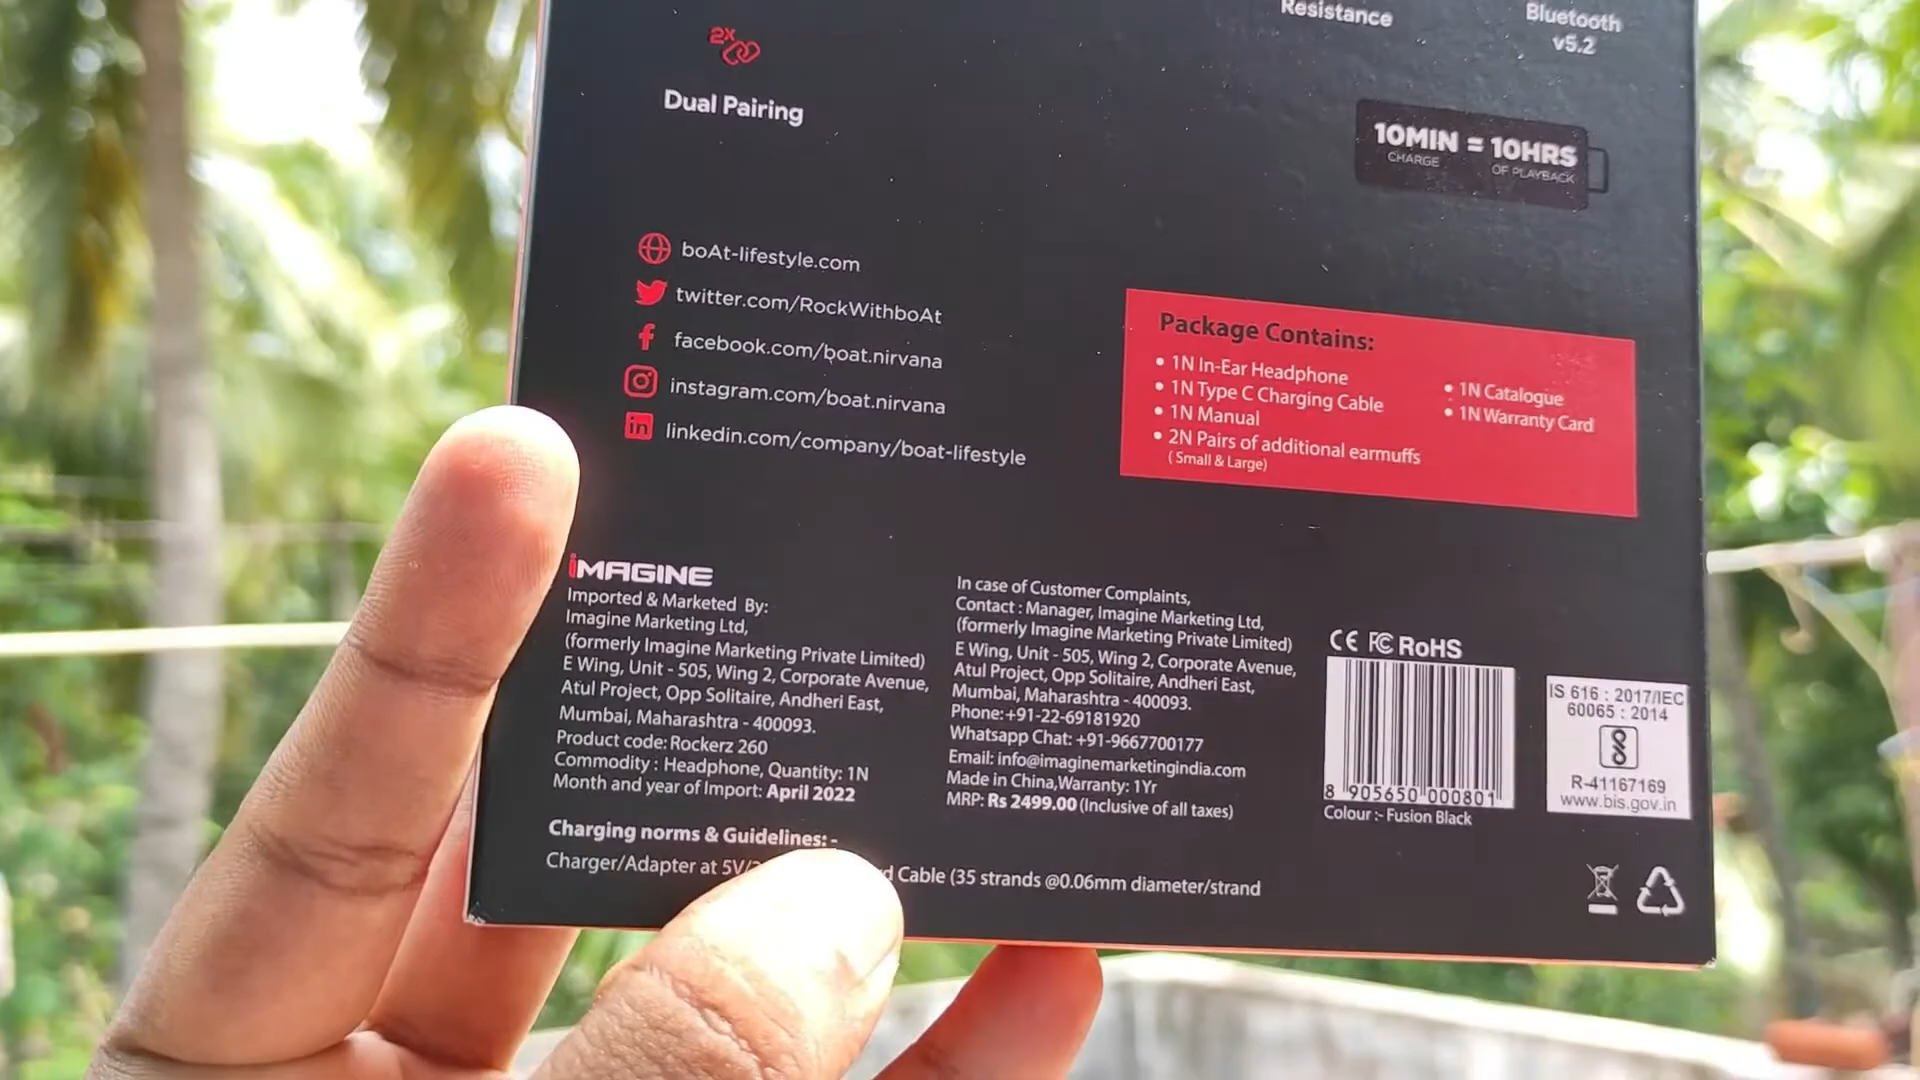 Resistance
Bluetooth
v5.2
2X
Dual Pairing
10MIN = 10HRS
CHARGE OF PLAYBACK
boAt-lifestyle.com
twitter.com/RockWithboAt
facebook.com/boat.nirvana
instagram.com/boat.nirvana
in linkedin.com/company/boat-lifestyle
Package Contains:
• 1N In-Ear Headphone
• 1N Type C Charging Cable
• 1N Manual
• 2N Pairs of additional earmuffs
( Small & Large)
• 1N Catalogue
• 1N Warranty Card
iMAGINE
Imported & Marketed By:
Imagine Marketing Ltd,
(formerly Imagine Marketing Private Limited)
E Wing, Unit - 505, Wing 2, Corporate Avenue,
Atul Project, Opp Solitaire, Andheri East,
Mumbai, Maharashtra - 400093.
Product code: Rockerz 260
Commodity : Headphone, Quantity: 1N
Month and year of Import: April 2022
In case of Customer Complaints,
Contact : Manager, Imagine Marketing Ltd,
(formerly Imagine Marketing Private Limited)
E Wing, Unit - 505, Wing 2, Corporate Avenue,
Atul Project, Opp Solitaire, Andheri East,
Mumbai, Maharashtra - 400093.
Phone: +91-22-69181920
Whatsapp Chat: +91-9667700177
Email: info@imaginemarketingindia.com
Made in China,Warranty: 1Yr
MRP: Rs 2499.00 (Inclusive of all taxes)
CE FC RoHS
8 905650 000801
Colour :- Fusion Black
IS 616 : 2017/IEC
60065 : 2014
R-41167169
www.bis.gov.in
Charging norms & Guidelines: -
Charger/Adapter at 5V/ Cable (35 strands @0.06mm diameter/strand